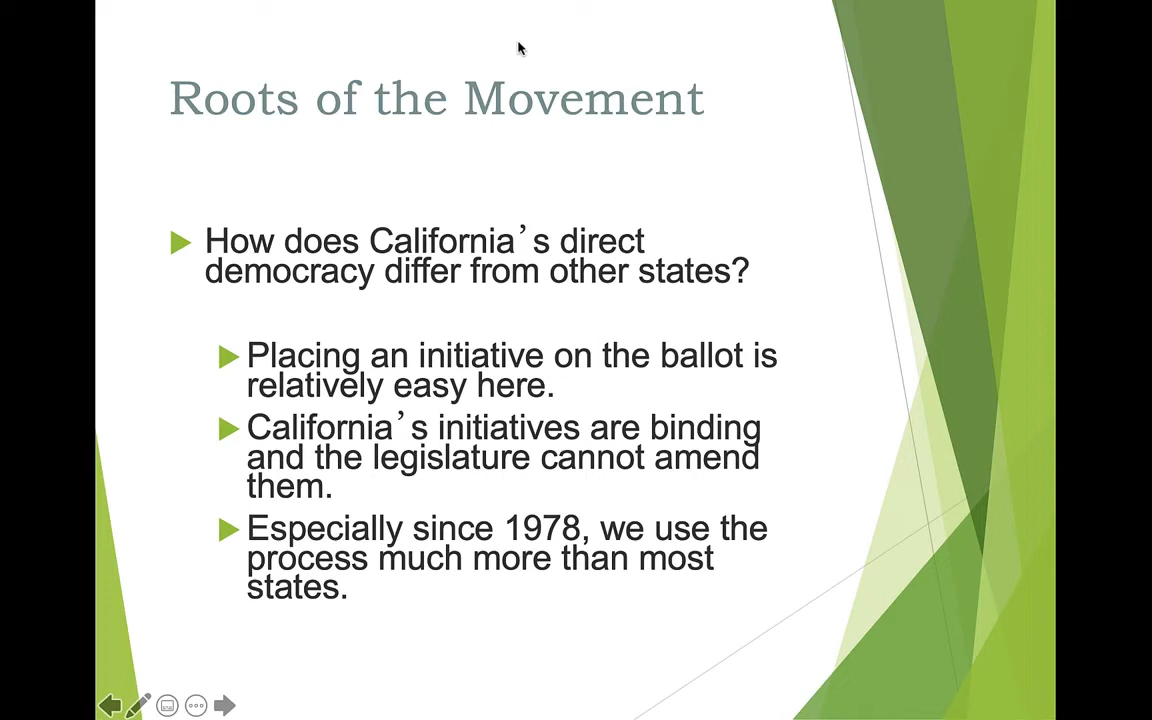 Roots of the Movement
How does California’s direct
democracy differ from other states?
Placing an initiative on the ballot is
relatively easy here.
California’s initiatives are binding
and the legislature cannot amend
them.
Especially since 1978, we use the
process much more than most
states.